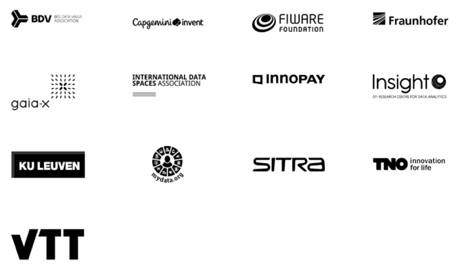 BDV BIG DATA VALUE
ASSOCIATION
Capgemini invent
FIWARE
FOUNDATION
Fraunhofer
gaia-x
INTERNATIONAL DATA
SPACES ASSOCIATION
INNOPAY
Insight
SFI RESEARCH CENTRE FOR DATA ANALYTICS
KU LEUVEN
mydata.org
SITRA
TNO innovation
for life
VTT